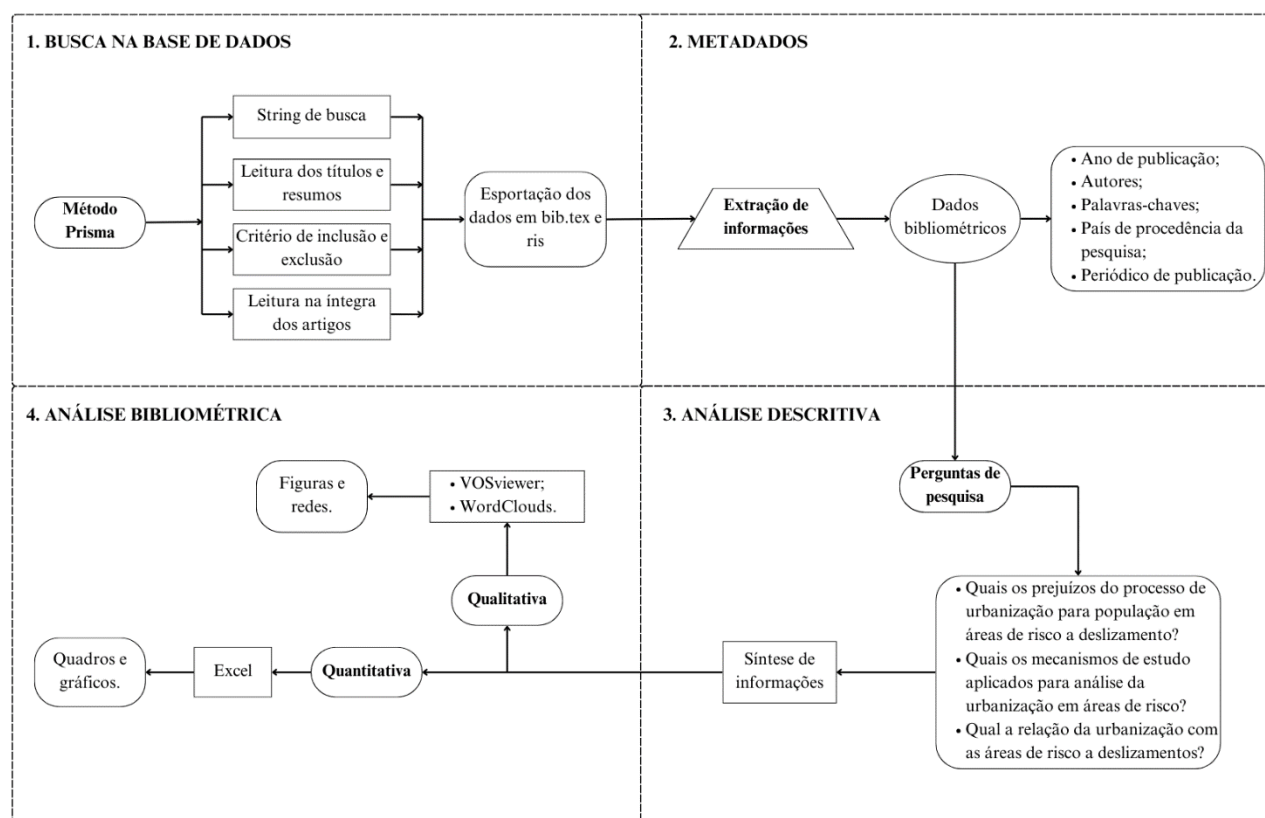 1. BUSCA NA BASE DE DADOS
Método
Prisma
String de busca
Leitura dos títulos e
resumos
Critério de inclusão e
exclusão
Leitura na íntegra
dos artigos
Esportação dos
dados em bib.tex e
ris
2. METADADOS
Extração de
informações
Dados
bibliométricos
• Ano de publicação;
• Autores;
• Palavras-chaves;
• País de procedência da
pesquisa;
• Periódico de publicação.
3. ANÁLISE DESCRITIVA
Perguntas de
pesquisa
• Quais os prejuízos do processo de
urbanização para população em
áreas de risco a deslizamento?
• Quais os mecanismos de estudo
aplicados para análise da
urbanização em áreas de risco?
• Qual a relação da urbanização com
as áreas de risco a deslizamentos?
Síntese de
informações
4. ANÁLISE BIBLIOMÉTRICA
Figuras e
redes.
• VOSviewer;
• WordClouds.
Qualitativa
Quadros e
gráficos.
Excel
Quantitativa